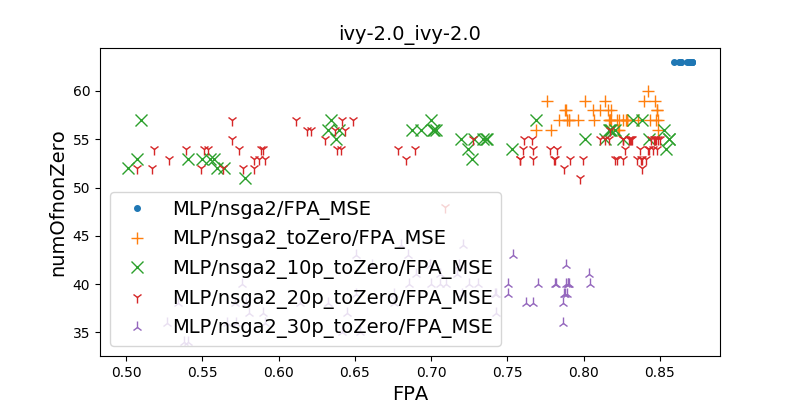 ivy-2.0_ivy-2.0
numOfnonZero
60
55
50
45
40
35
MLP/nsga2/FPA_MSE
MLP/nsga2_toZero/FPA_MSE
MLP/nsga2_10p_toZero/FPA_MSE
MLP/nsga2_20p_toZero/FPA_MSE
MLP/nsga2_30p_toZero/FPA_MSE
0.50 0.55 0.60 0.65 0.70 0.75 0.80 0.85
FPA